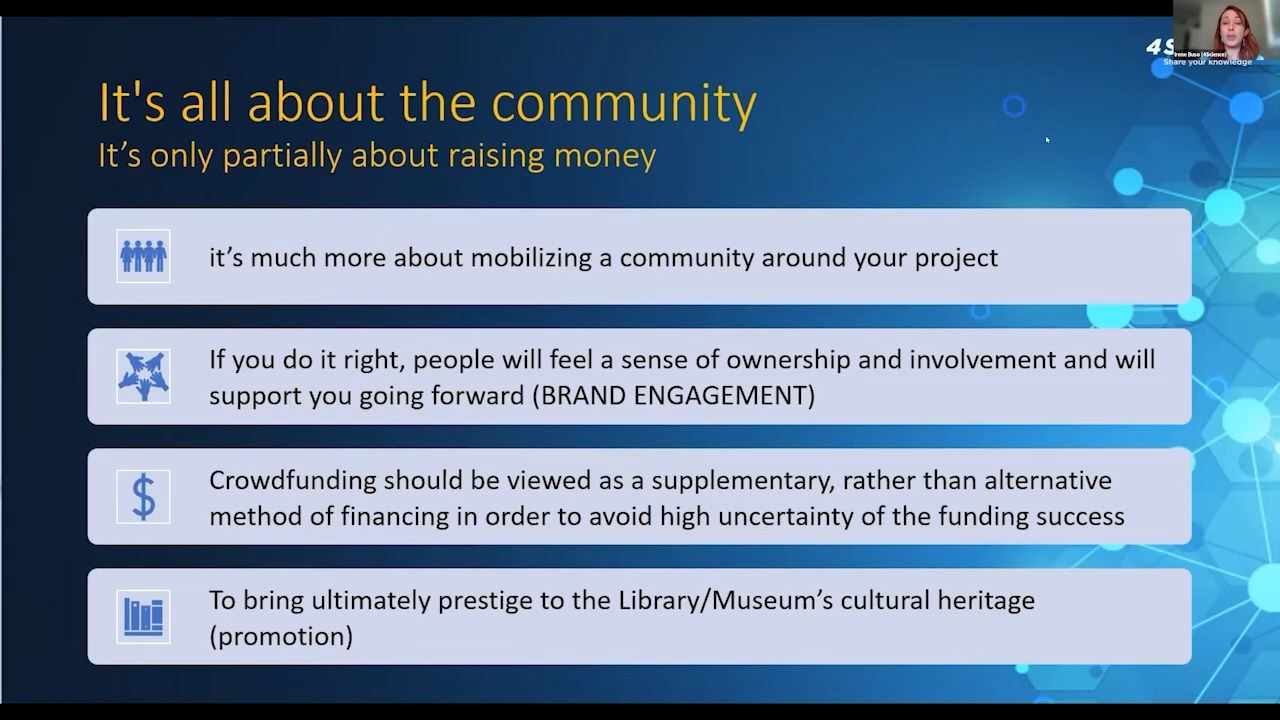 4S
Irene Buso (4Science)
Share your knowledge
It's all about the community
It’s only partially about raising money
it’s much more about mobilizing a community around your project
If you do it right, people will feel a sense of ownership and involvement and will
support you going forward (BRAND ENGAGEMENT)
$
Crowdfunding should be viewed as a supplementary, rather than alternative
method of financing in order to avoid high uncertainty of the funding success
To bring ultimately prestige to the Library/Museum’s cultural heritage
(promotion)